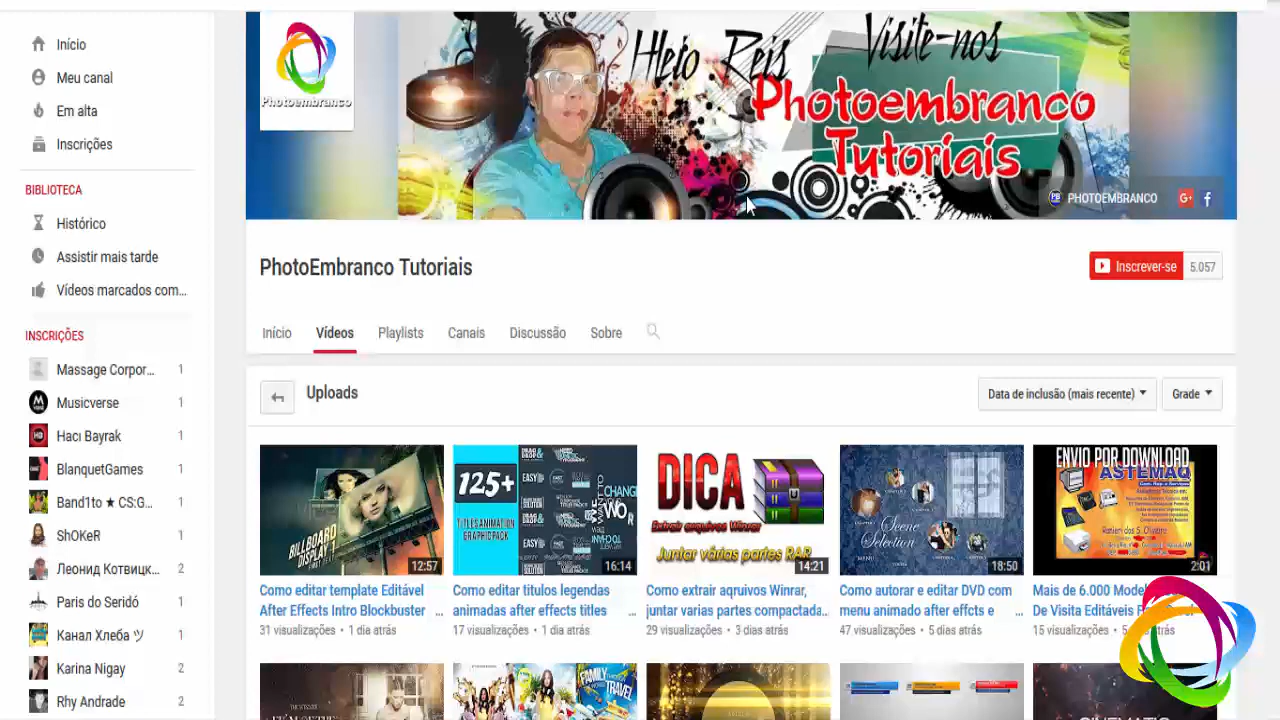 Início
Meu canal
Em alta
Inscrições
BIBLIOTECA
Histórico
Assistir mais tarde
Vídeos marcados com...
INSCRIÇÕES
Massage Corpor... 1
Musicverse 1
Hacı Bayrak 1
BlanquetGames 1
Band1to ★ CS:G... 1
ShOKeR 1
Леонид Котвицк... 2
Paris do Seridó 1
Канал Хлеба ツ 1
Karina Nigay 2
Rhy Andrade 2
Photoembranco
Hleio Reis
Visite-nos
Photoembranco
Tutoriais
PHOTOEMBRANCO
PhotoEmbranco Tutoriais
Inscrever-se 5.057
Início Vídeos Playlists Canais Discussão Sobre
Uploads
Data de inclusão (mais recente) Grade
BILLBOARD
DISPLAY
12:57
Como editar template Editável
After Effects Intro Blockbuster ...
31 visualizações • 1 dia atrás
125+
TITLES ANIMATION
GRAPHIC PACK
16:14
Como editar titulos legendas
animadas after effects titles ...
17 visualizações • 1 dia atrás
DICA
Extrair arquivos Winrar
Juntar várias partes RAR
14:21
Como extrair aqruivos Winrar,
juntar varias partes compactada...
29 visualizações • 3 dias atrás
Scene
Selection
18:50
Como autorar e editar DVD com
menu animado after effcts e
47 visualizações • 5 dias atrás
ENVIO POR DOWNLOAD
ASTEMAQ
2:01
Mais de 6.000 Model
De Visita Editáveis
15 visualizações • atrás
FAMILY
TRAVEL